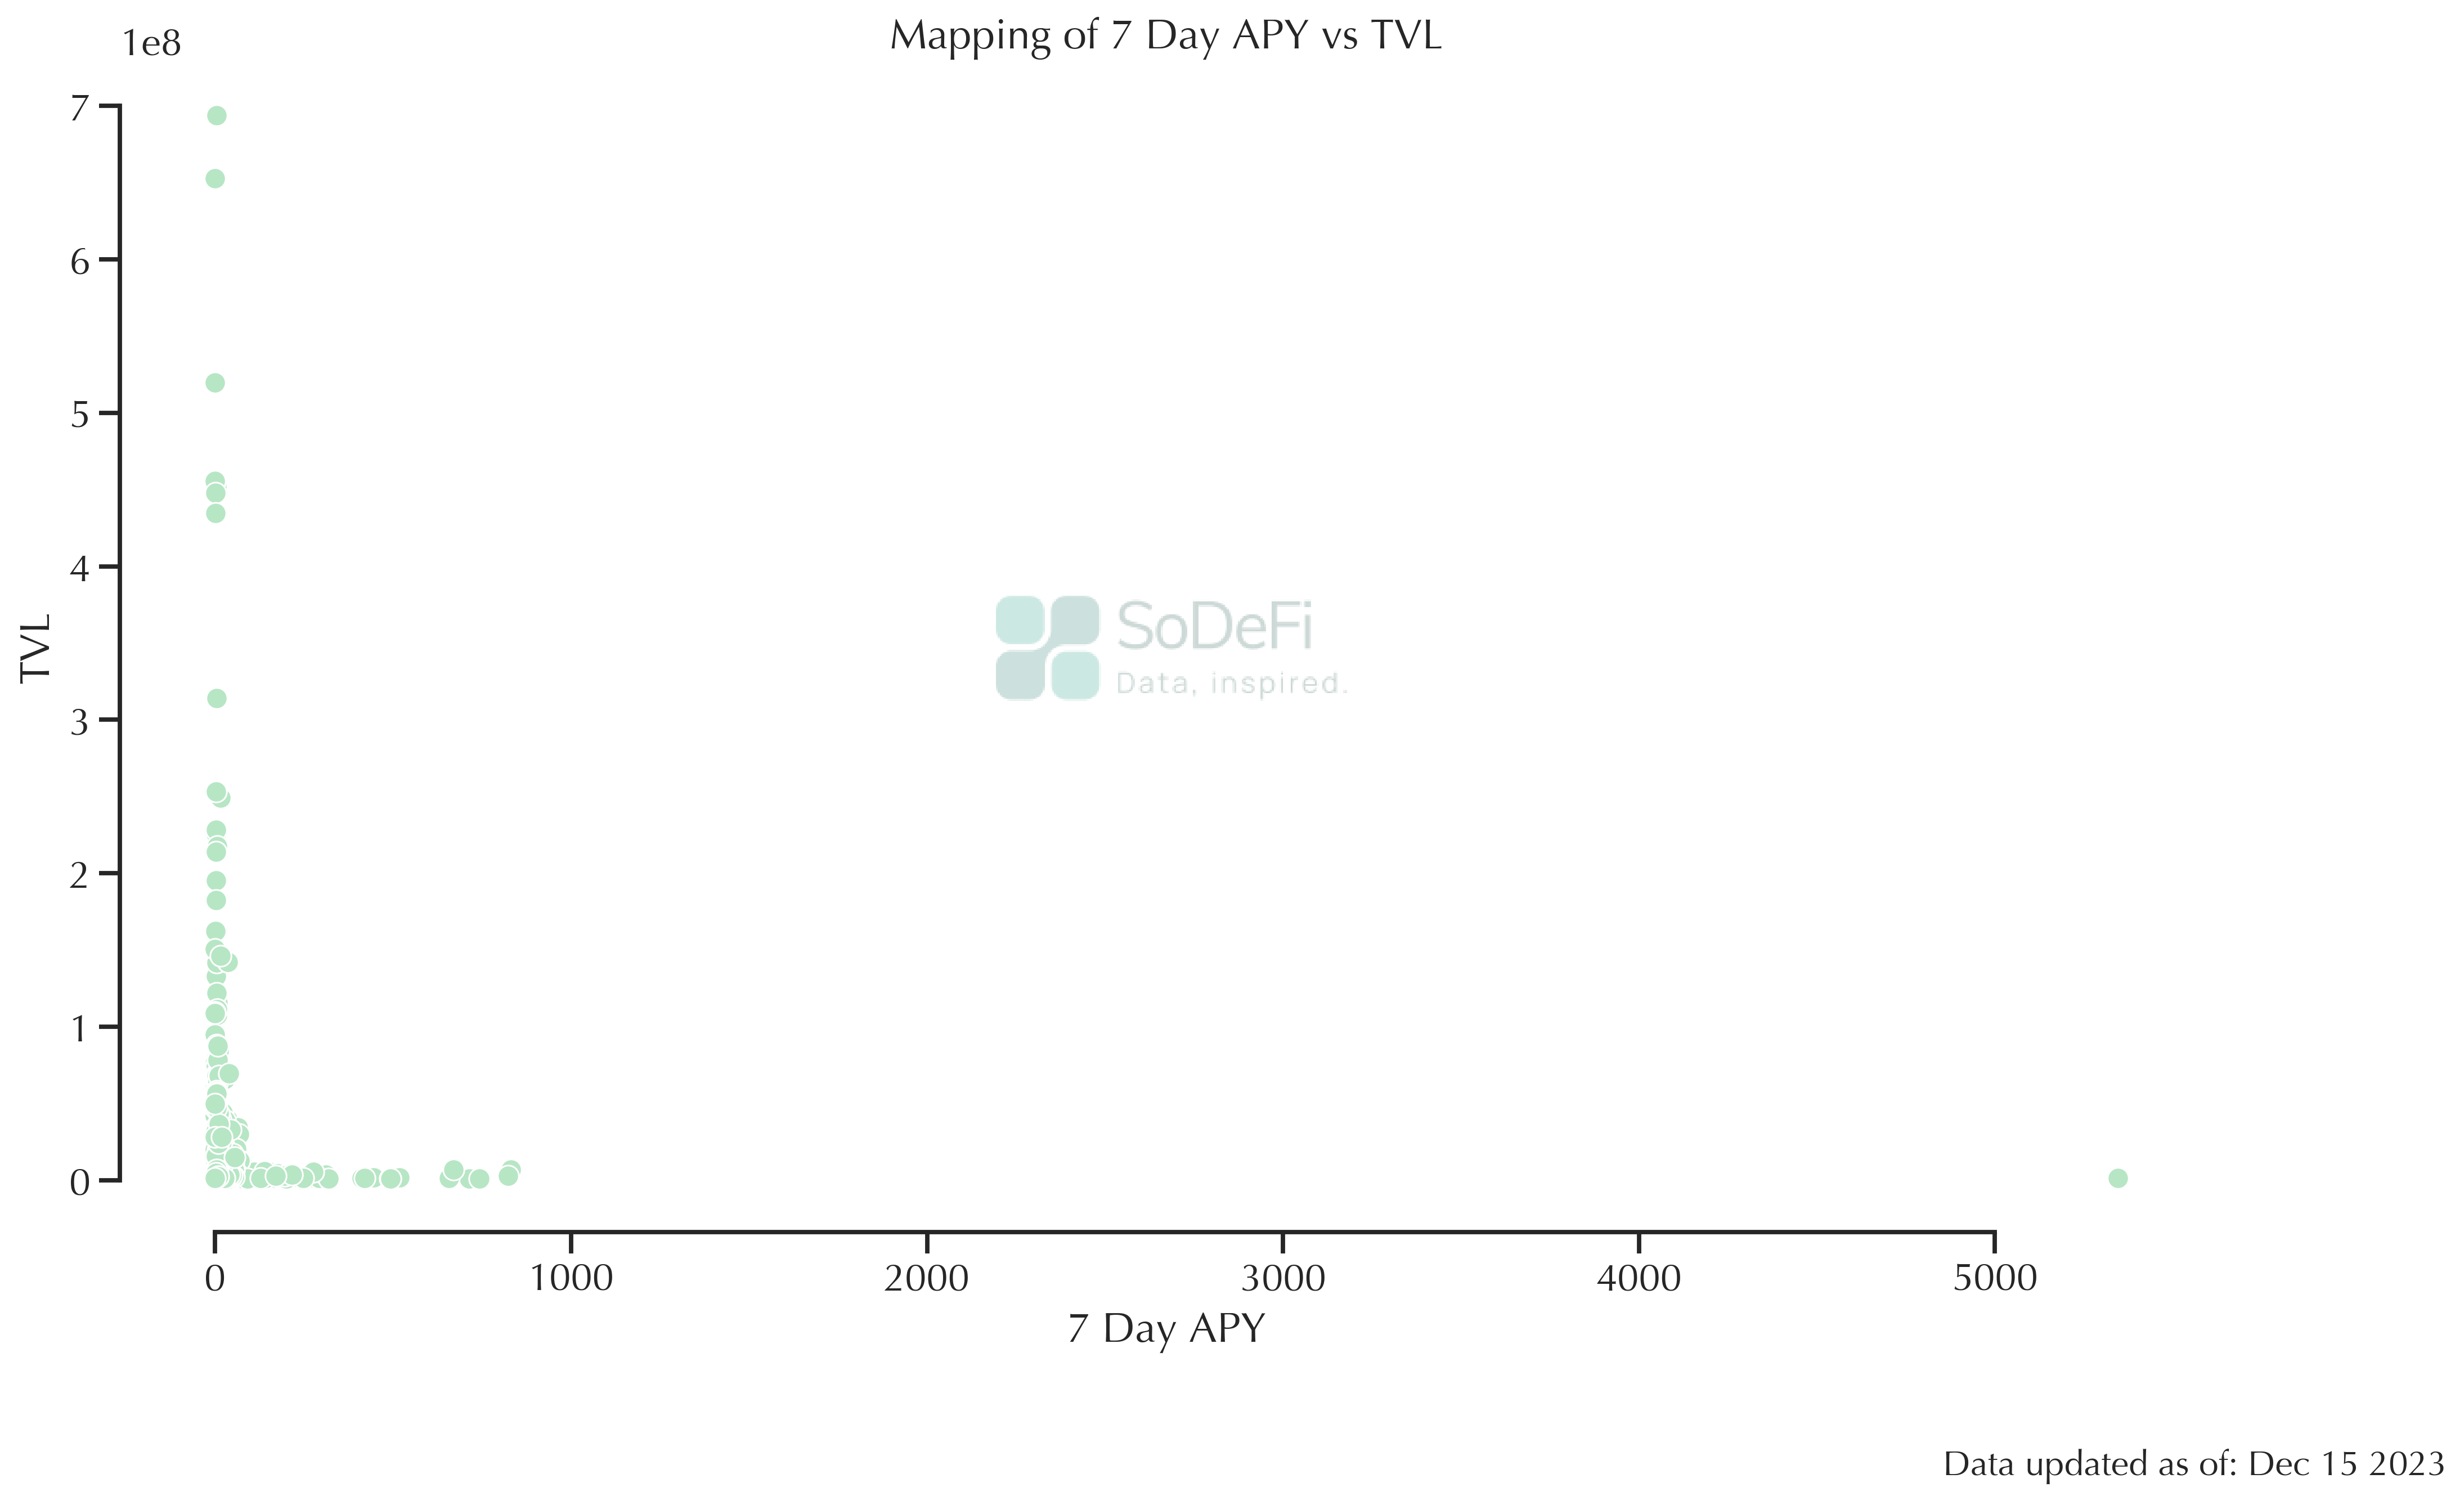 Mapping of 7 Day APY vs TVL
1e8
7
6
5
4
3
2
1
0
TVL
SoDeFi
Data, inspired.
0 1000 2000 3000 4000 5000
7 Day APY
Data updated as of: Dec 15 2023